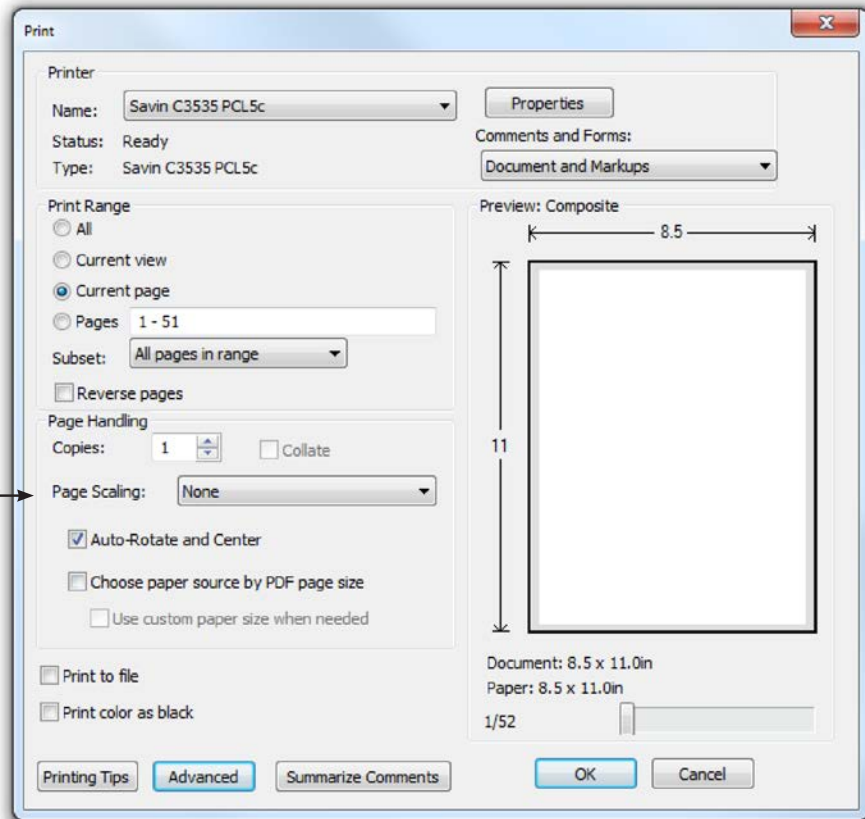 Print
Printer
Name: Savin C3535 PCL5c Properties
Status: Ready Comments and Forms:
Type: Savin C3535 PCL5c Document and Markups
Print Range
All
Current view
Current page
Pages 1 - 51
Subset: All pages in range
Reverse pages
Page Handling
Copies: 1 Collate
Page Scaling: None
Auto-Rotate and Center
Choose paper source by PDF page size
Use custom paper size when needed
Print to file
Print color as black
Preview: Composite
8.5
11
Document: 8.5 x 11.0in
Paper: 8.5 x 11.0in
1/52
Printing Tips Advanced Summarize Comments OK Cancel